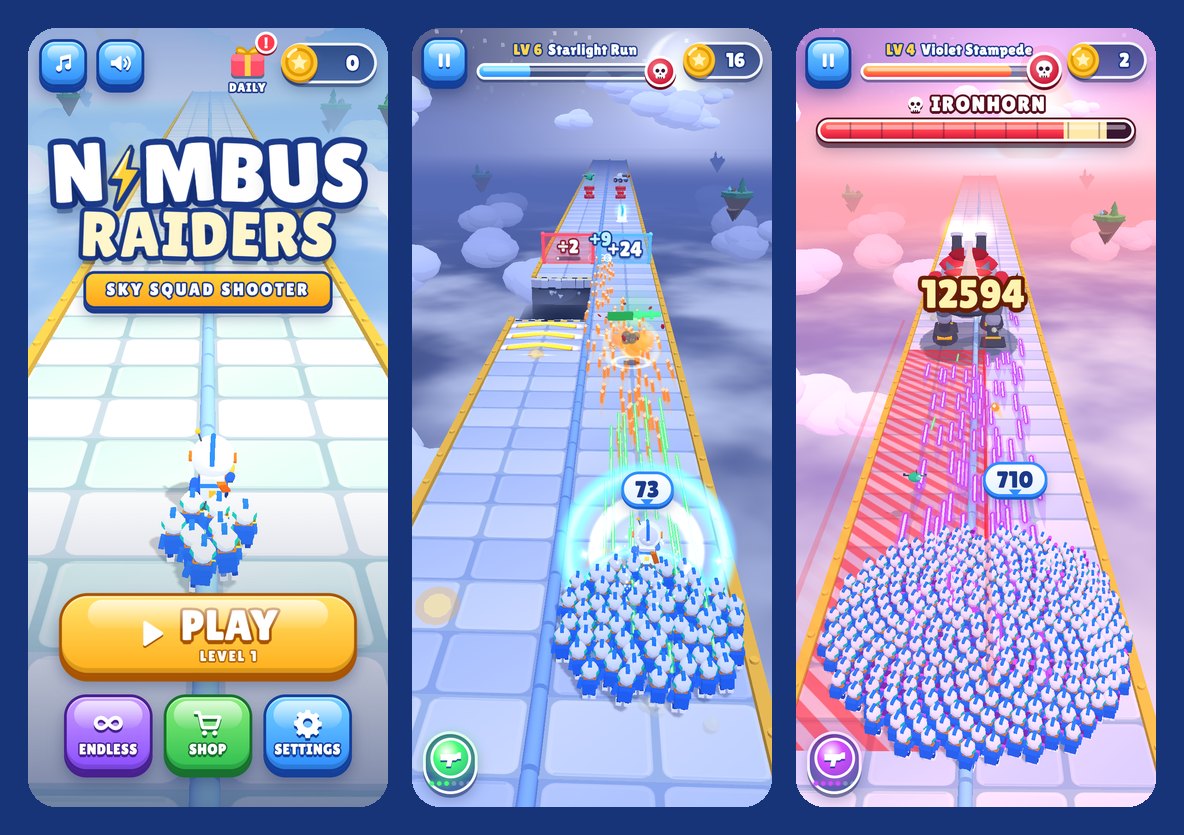 !
0
DAILY
NIMBUS
RAIDERS
SKY SQUAD SHOOTER
PLAY
LEVEL 1
ENDLESS
SHOP
SETTINGS
LV 6 Starlight Run
16
÷2
+9
+24
73
LV 4 Violet Stampede
2
IRONHORN
12594
710